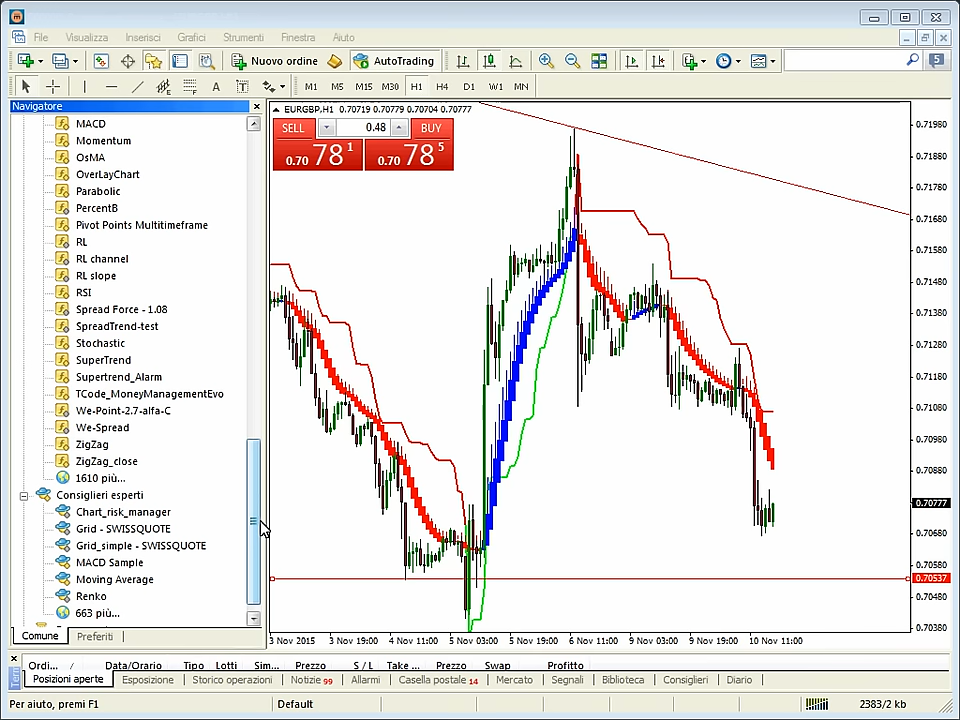 File Visualizza Inserisci Grafici Strumenti Finestra Aiuto
Nuovo ordine AutoTrading 5
A T M1 M5 M15 M30 H1 H4 D1 W1 MN
Navigatore
MACD
Momentum
OsMA
OverLayChart
Parabolic
PercentB
Pivot Points Multitimeframe
RL
RL channel
RL slope
RSI
Spread Force - 1.08
SpreadTrend-test
Stochastic
SuperTrend
Supertrend_Alarm
TCode_MoneyManagementEvo
We-Point-2.7-alfa-C
We-Spread
ZigZag
ZigZag_close
1610 più...
Consiglieri esperti
Chart_risk_manager
Grid - SWISSQUOTE
Grid_simple - SWISSQUOTE
MACD Sample
Moving Average
Renko
663 più...
Comune Preferiti
EURGBP,H1 0.70719 0.70779 0.70704 0.70777
SELL 0.48 BUY
0.70 78 1 0.70 78 5
0.71980
0.71880
0.71780
0.71680
0.71580
0.71480
0.71380
0.71280
0.71180
0.71080
0.70980
0.70880
0.70777
0.70680
0.70580
0.70537
0.70480
0.70380
3 Nov 2015 3 Nov 19:00 4 Nov 11:00 5 Nov 03:00 5 Nov 19:00 6 Nov 11:00 9 Nov 03:00 9 Nov 19:00 10 Nov 11:00
Ordi... / Data/Orario Tipo Lotti Sim... Prezzo S / L Take ... Prezzo Swap Profitto
Posizioni aperte Esposizione Storico operazioni Notizie 99 Allarmi Casella postale 14 Mercato Segnali Biblioteca Consiglieri Diario
Per aiuto, premi F1 Default 2383/2 kb